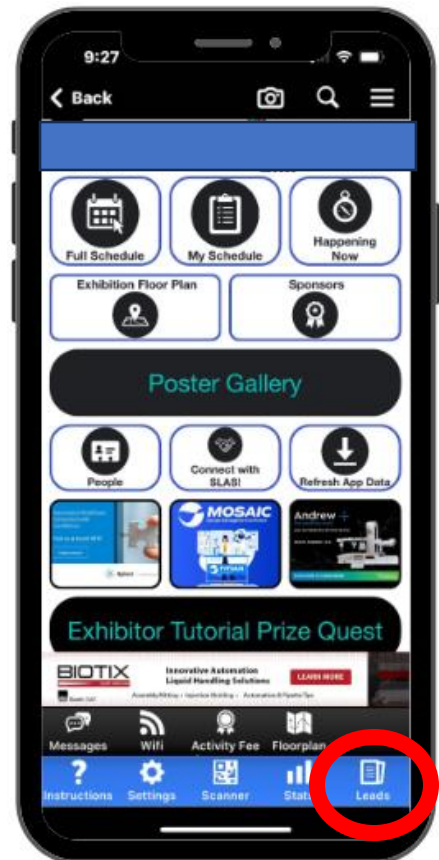 9:27
Back
Full Schedule
My Schedule
Happening
Now
Exhibition Floor Plan
Sponsors
Poster Gallery
People
Connect with
SLAS!
Refresh App Data
MOSAIC
TITIAN
Andrew +
Exhibitor Tutorial Prize Quest
BIOTIX
Innovative Automation
Liquid Handling Solutions
LEARN MORE
Messages
Wifi
Activity Fee
Floorplan
?
Instructions
Settings
Scanner
Stat
Leads